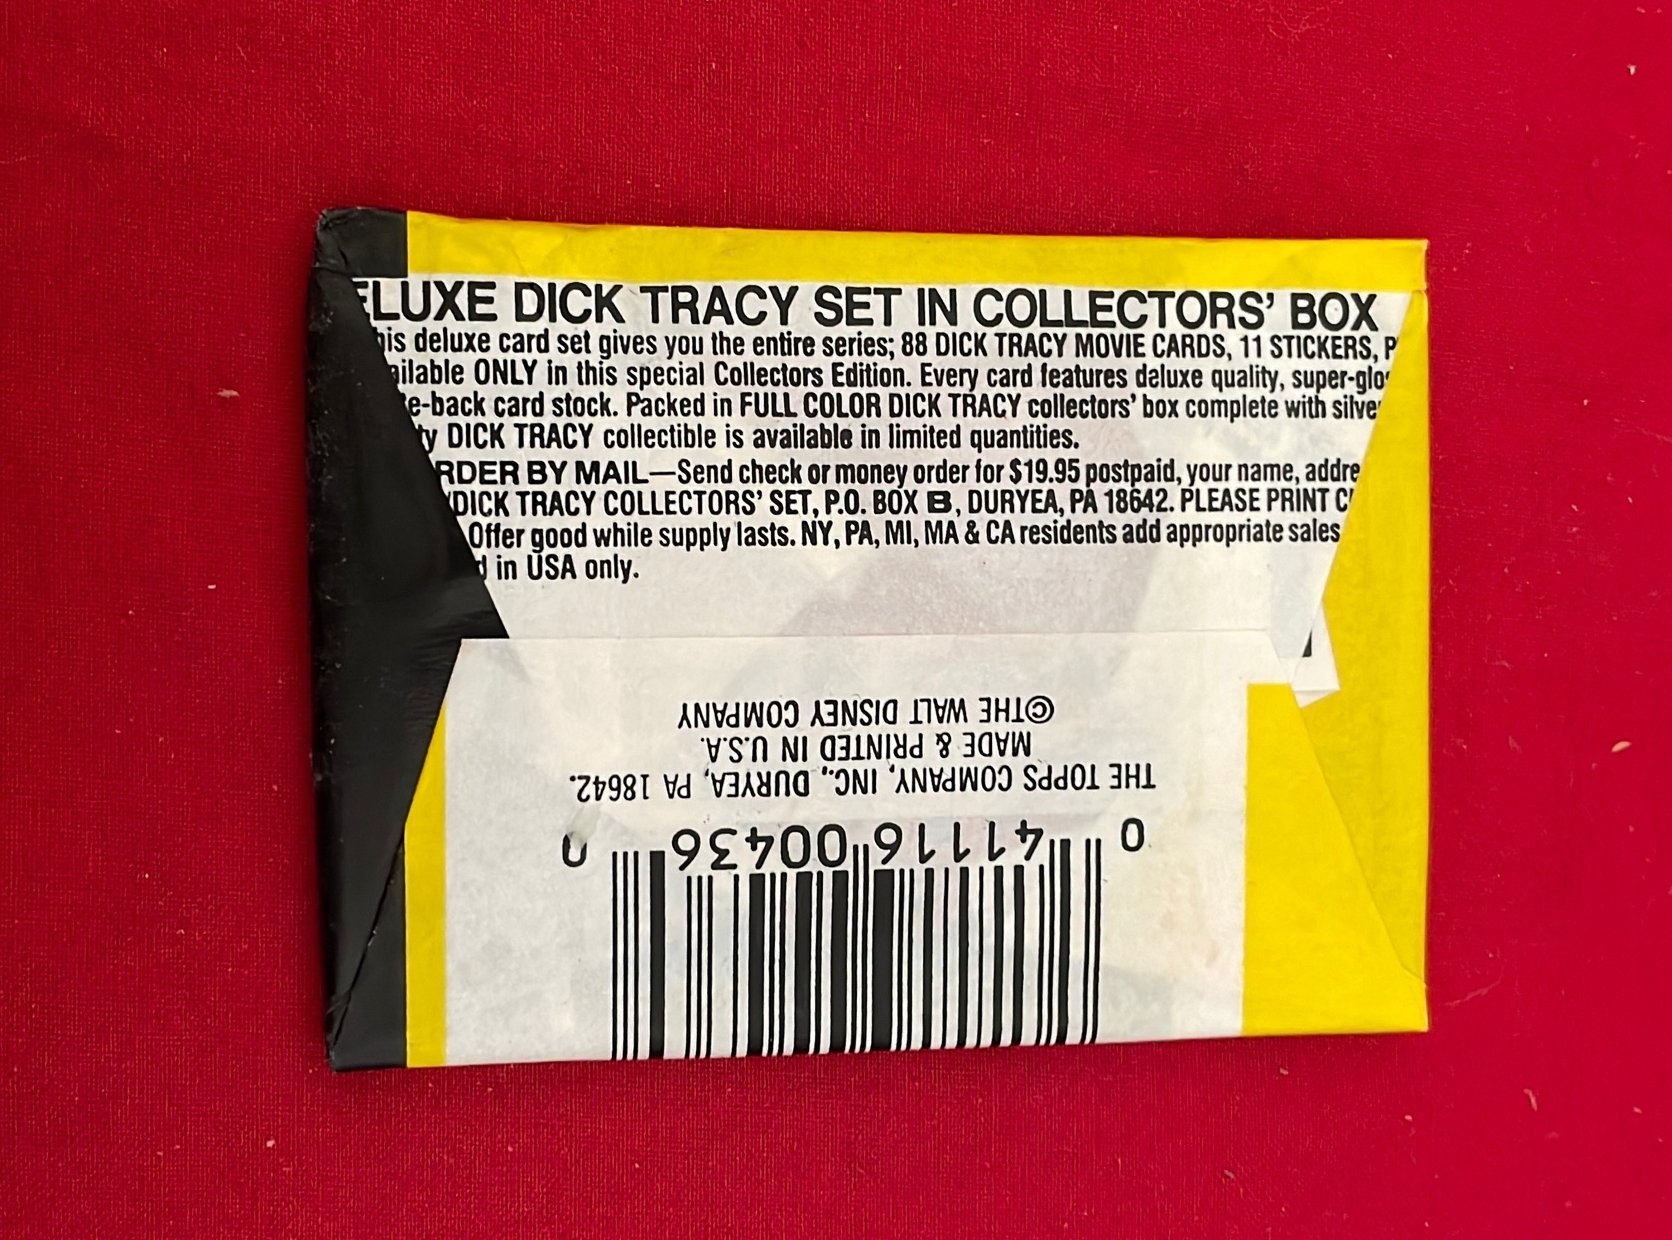 ELUXE DICK TRACY SET IN COLLECTORS' BOX
his deluxe card set gives you the entire series; 88 DICK TRACY MOVIE CARDS, 11 STICKERS, P
ailable ONLY in this special Collectors Edition. Every card features deluxe quality, super-glos
e-back card stock. Packed in FULL COLOR DICK TRACY collectors' box complete with silve
ty DICK TRACY collectible is available in limited quantities.
RDER BY MAIL—Send check or money order for $19.95 postpaid, your name, addre
DICK TRACY COLLECTORS' SET, P.O. BOX B, DURYEA, PA 18642. PLEASE PRINT CL
Offer good while supply lasts. NY, PA, MI, MA & CA residents add appropriate sales
d in USA only.
0 41116 00436 0
THE TOPPS COMPANY, INC., DURYEA, PA 18642.
MADE & PRINTED IN U.S.A.
©THE WALT DISNEY COMPANY